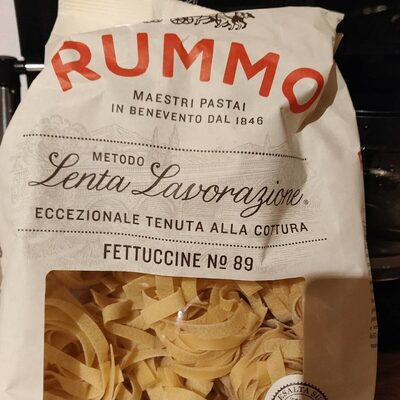 RUMMO
MAESTRI PASTAI
IN BENEVENTO DAL 1846
METODO
Lenta Lavorazione®
ECCEZIONALE TENUTA ALLA COTTURA
FETTUCCINE Nº 89